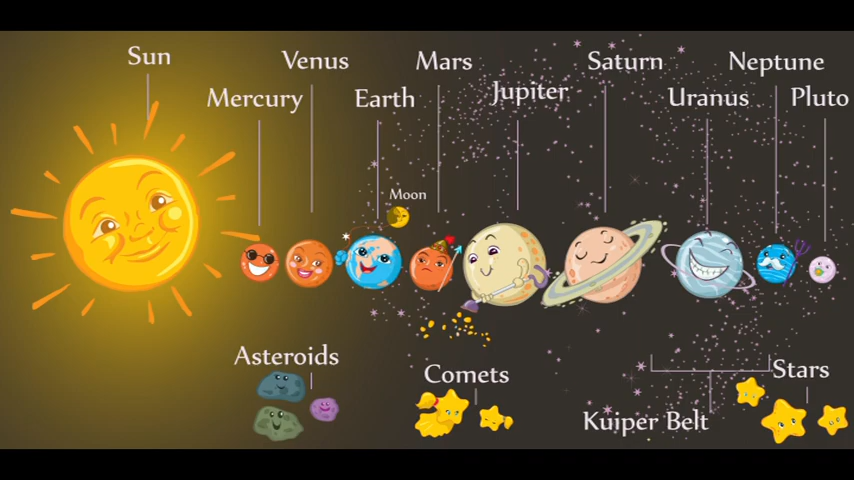 Sun
Venus
Mars
Saturn
Neptune
Mercury
Earth
Jupiter
Uranus
Pluto
Moon
Asteroids
Comets
Stars
Kuiper Belt